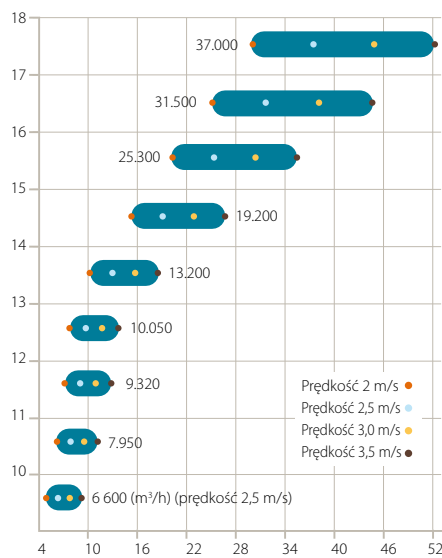 18
37.000
17
31.500
16
25.300
15
19.200
14
13.200
13
10.050
12
9.320
Prędkość 2 m/s
Prędkość 2,5 m/s
11
Prędkość 3,0 m/s
7.950
Prędkość 3,5 m/s
10
6 600 (m³/h) (prędkość 2,5 m/s)
4 10 16 22 28 34 40 46 52